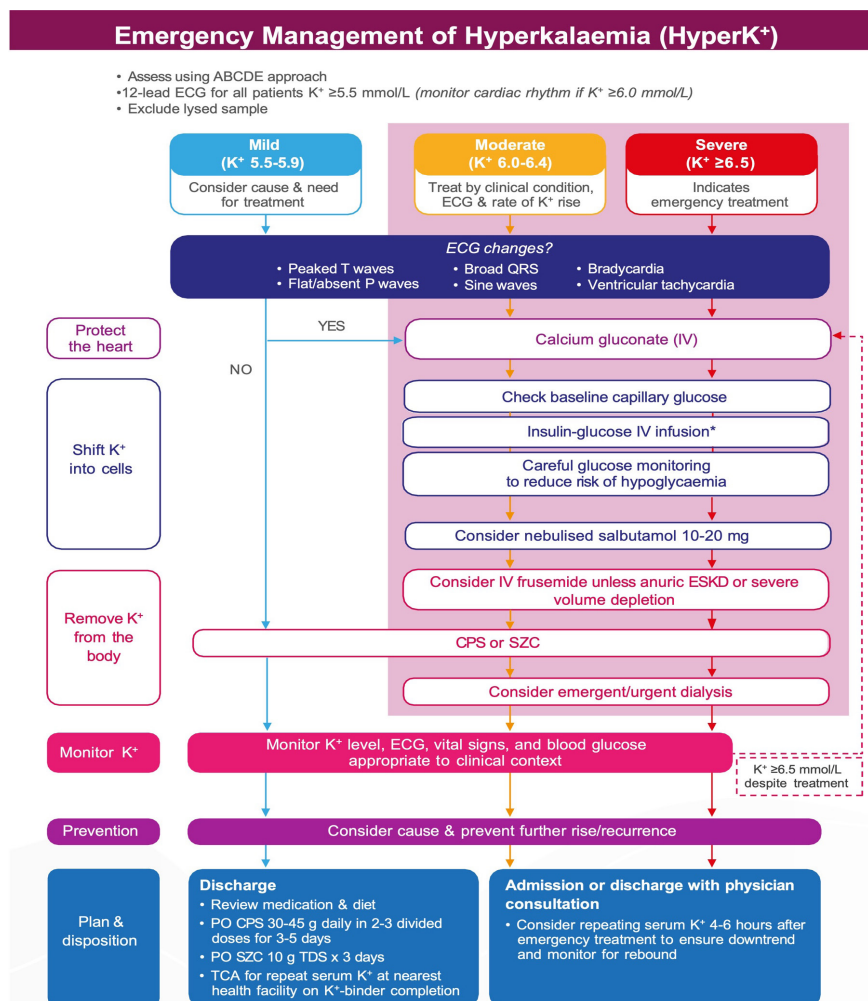 Emergency Management of Hyperkalaemia (HyperK⁺)
• Assess using ABCDE approach
•12-lead ECG for all patients K⁺ ≥5.5 mmol/L (monitor cardiac rhythm if K⁺ ≥6.0 mmol/L)
• Exclude lysed sample
Mild
(K⁺ 5.5-5.9)
Consider cause & need
for treatment
Moderate
(K⁺ 6.0-6.4)
Treat by clinical condition,
ECG & rate of K⁺ rise
Severe
(K⁺ ≥6.5)
Indicates
emergency treatment
ECG changes?
• Peaked T waves
• Flat/absent P waves
• Broad QRS
• Sine waves
• Bradycardia
• Ventricular tachycardia
YES
NO
Protect
the heart
Calcium gluconate (IV)
Shift K⁺
into cells
Check baseline capillary glucose
Insulin-glucose IV infusion*
Careful glucose monitoring
to reduce risk of hypoglycaemia
Consider nebulised salbutamol 10-20 mg
Remove K⁺
from the
body
Consider IV frusemide unless anuric ESKD or severe
volume depletion
CPS or SZC
Consider emergent/urgent dialysis
Monitor K⁺
Monitor K⁺ level, ECG, vital signs, and blood glucose
appropriate to clinical context
K⁺ ≥6.5 mmol/L
despite treatment
Prevention
Consider cause & prevent further rise/recurrence
Plan &
disposition
Discharge
• Review medication & diet
• PO CPS 30-45 g daily in 2-3 divided
doses for 3-5 days
• PO SZC 10 g TDS x 3 days
• TCA for repeat serum K⁺ at nearest
health facility on K⁺-binder completion
Admission or discharge with physician
consultation
• Consider repeating serum K⁺ 4-6 hours after
emergency treatment to ensure downtrend
and monitor for rebound